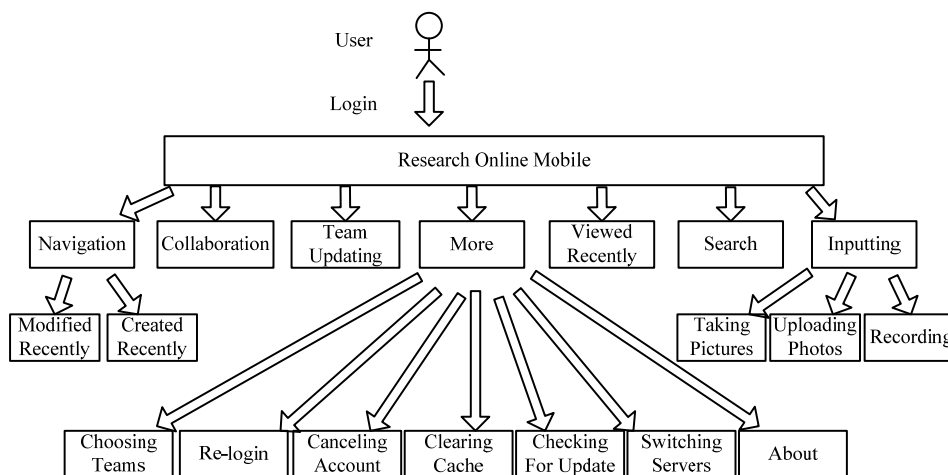 User
Login
Research Online Mobile
Navigation
Collaboration
Team
Updating
More
Viewed
Recently
Search
Inputting
Modified
Recently
Created
Recently
Taking
Pictures
Uploading
Photos
Recording
Choosing
Teams
Re-login
Canceling
Account
Clearing
Cache
Checking
For Update
Switching
Servers
About